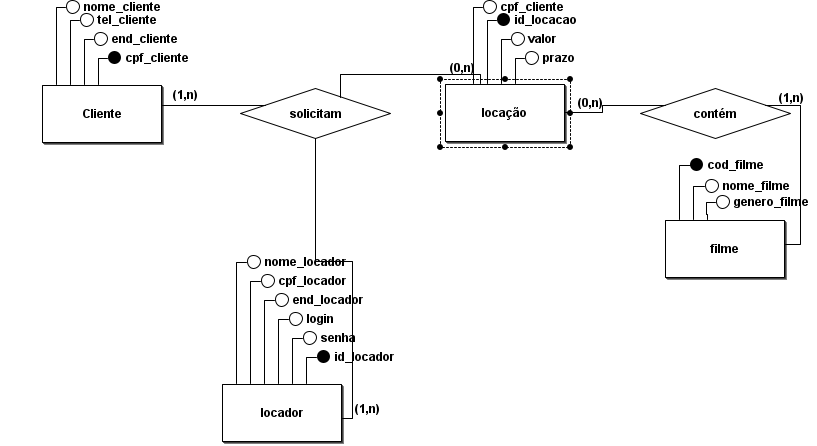 nome_cliente
tel_cliente
end_cliente
cpf_cliente
Cliente
(1,n)
solicitam
(0,n)
cpf_cliente
id_locacao
valor
prazo
locação
(0,n)
contém
(1,n)
cod_filme
nome_filme
genero_filme
filme
nome_locador
cpf_locador
end_locador
login
senha
id_locador
locador
(1,n)